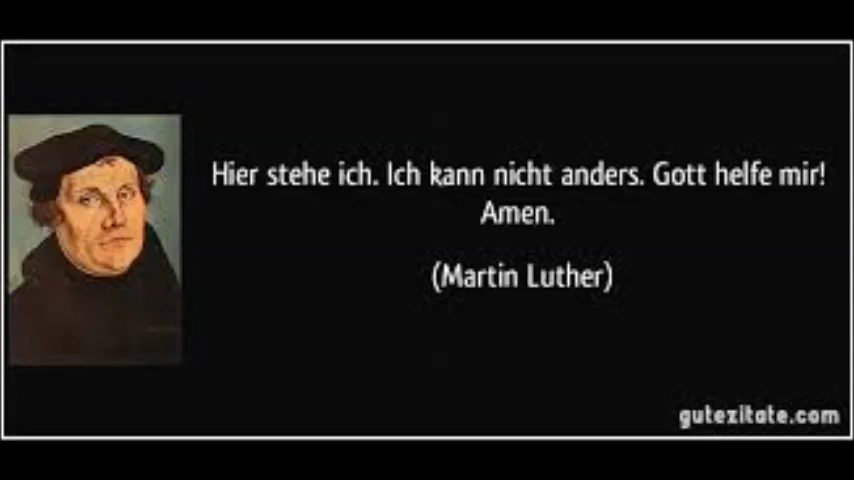 Hier stehe ich. Ich kann nicht anders. Gott helfe mir!
Amen.
(Martin Luther)
gutezitate.com